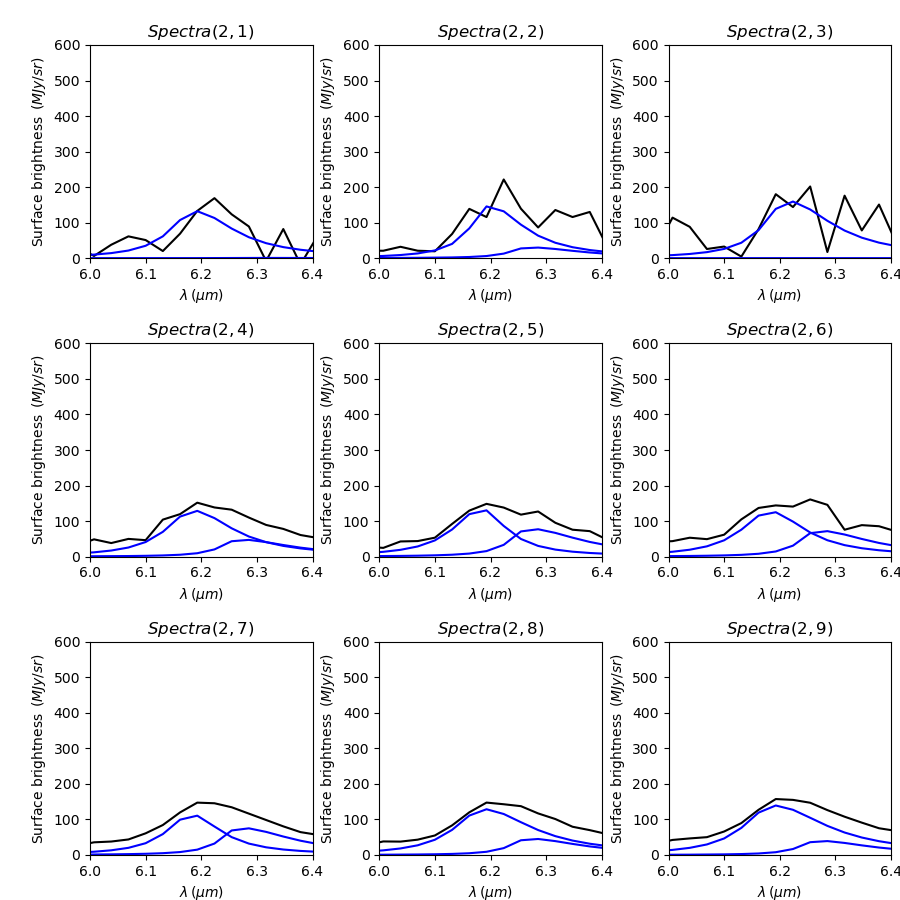 Spectra(2, 1) Spectra(2, 2) Spectra(2, 3)
600 600 600
500 500 500
400 400 400
300 300 300
200 200 200
100 100 100
0 0 0
6.0 6.1 6.2 6.3 6.4 6.0 6.1 6.2 6.3 6.4 6.0 6.1 6.2 6.3 6.4
Surface brightness (MJy/sr) Surface brightness (MJy/sr) Surface brightness (MJy/sr)
λ (μm) λ (μm) λ (μm)
Spectra(2, 4) Spectra(2, 5) Spectra(2, 6)
600 600 600
500 500 500
400 400 400
300 300 300
200 200 200
100 100 100
0 0 0
6.0 6.1 6.2 6.3 6.4 6.0 6.1 6.2 6.3 6.4 6.0 6.1 6.2 6.3 6.4
Surface brightness (MJy/sr) Surface brightness (MJy/sr) Surface brightness (MJy/sr)
λ (μm) λ (μm) λ (μm)
Spectra(2, 7) Spectra(2, 8) Spectra(2, 9)
600 600 600
500 500 500
400 400 400
300 300 300
200 200 200
100 100 100
0 0 0
6.0 6.1 6.2 6.3 6.4 6.0 6.1 6.2 6.3 6.4 6.0 6.1 6.2 6.3 6.4
Surface brightness (MJy/sr) Surface brightness (MJy/sr) Surface brightness (MJy/sr)
λ (μm) λ (μm) λ (μm)